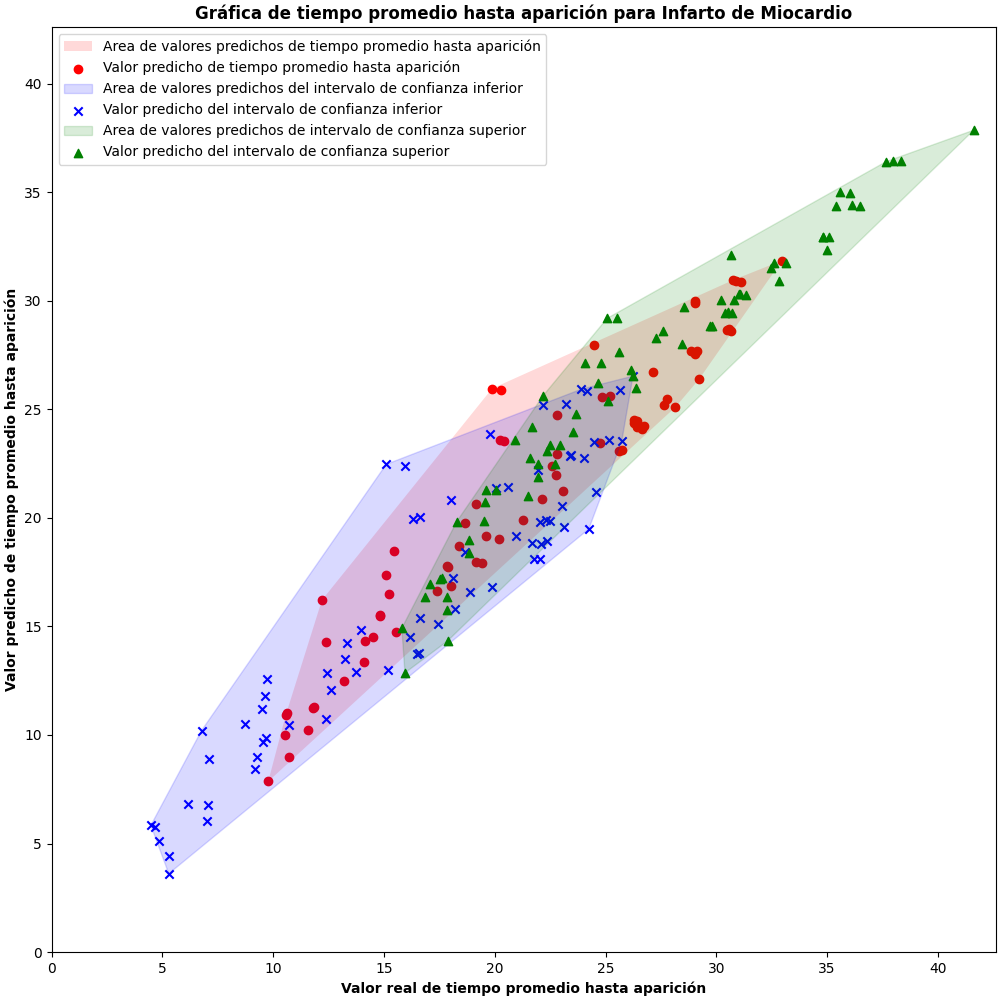 Gráfica de tiempo promedio hasta aparición para Infarto de Miocardio
Area de valores predichos de tiempo promedio hasta aparición
Valor predicho de tiempo promedio hasta aparición
Area de valores predichos del intervalo de confianza inferior
Valor predicho del intervalo de confianza inferior
Area de valores predichos de intervalo de confianza superior
Valor predicho del intervalo de confianza superior
Valor predicho de tiempo promedio hasta aparición
40
35
30
25
20
15
10
5
0
0 5 10 15 20 25 30 35 40
Valor real de tiempo promedio hasta aparición